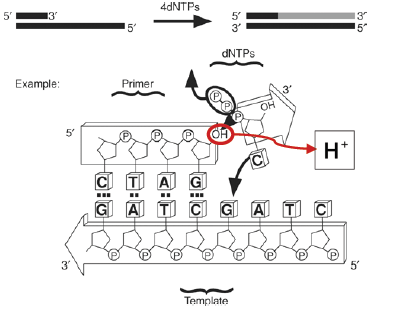 4dNTPs
5′ 3′ 5″ 3″
5″ 3″ 5″
dNTPs
Example: Primer 3′
P P OH
P
5′ P P P OH
H+
C
C T A G
G A T C G A T C
3′ P P P P P P P P 5′
Template